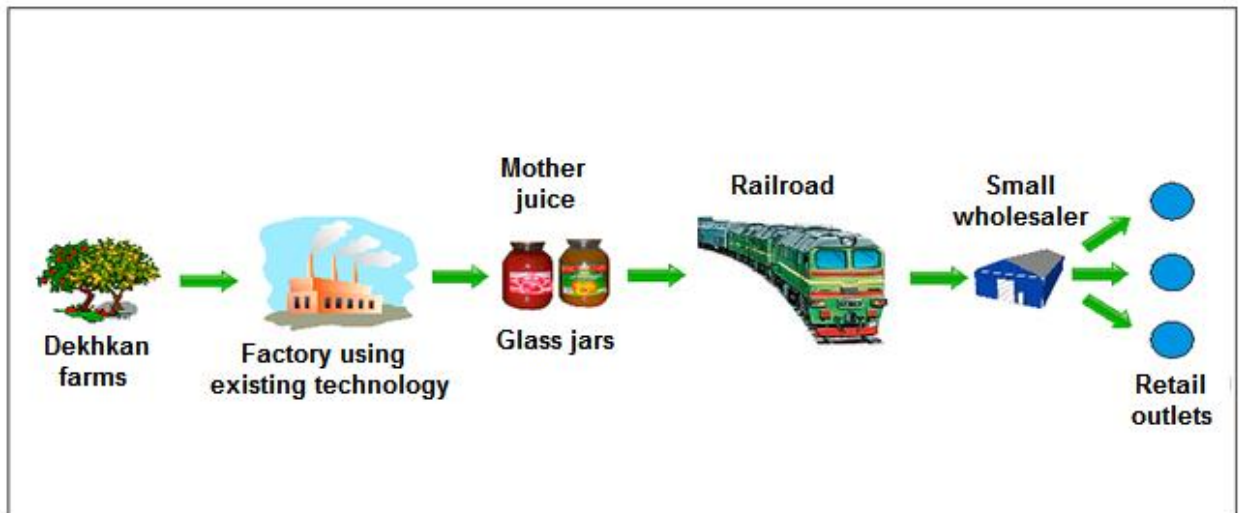 Dekhkan
farms
Factory using
existing technology
Mother
juice
Glass jars
Railroad
Small
wholesaler
Retail
outlets